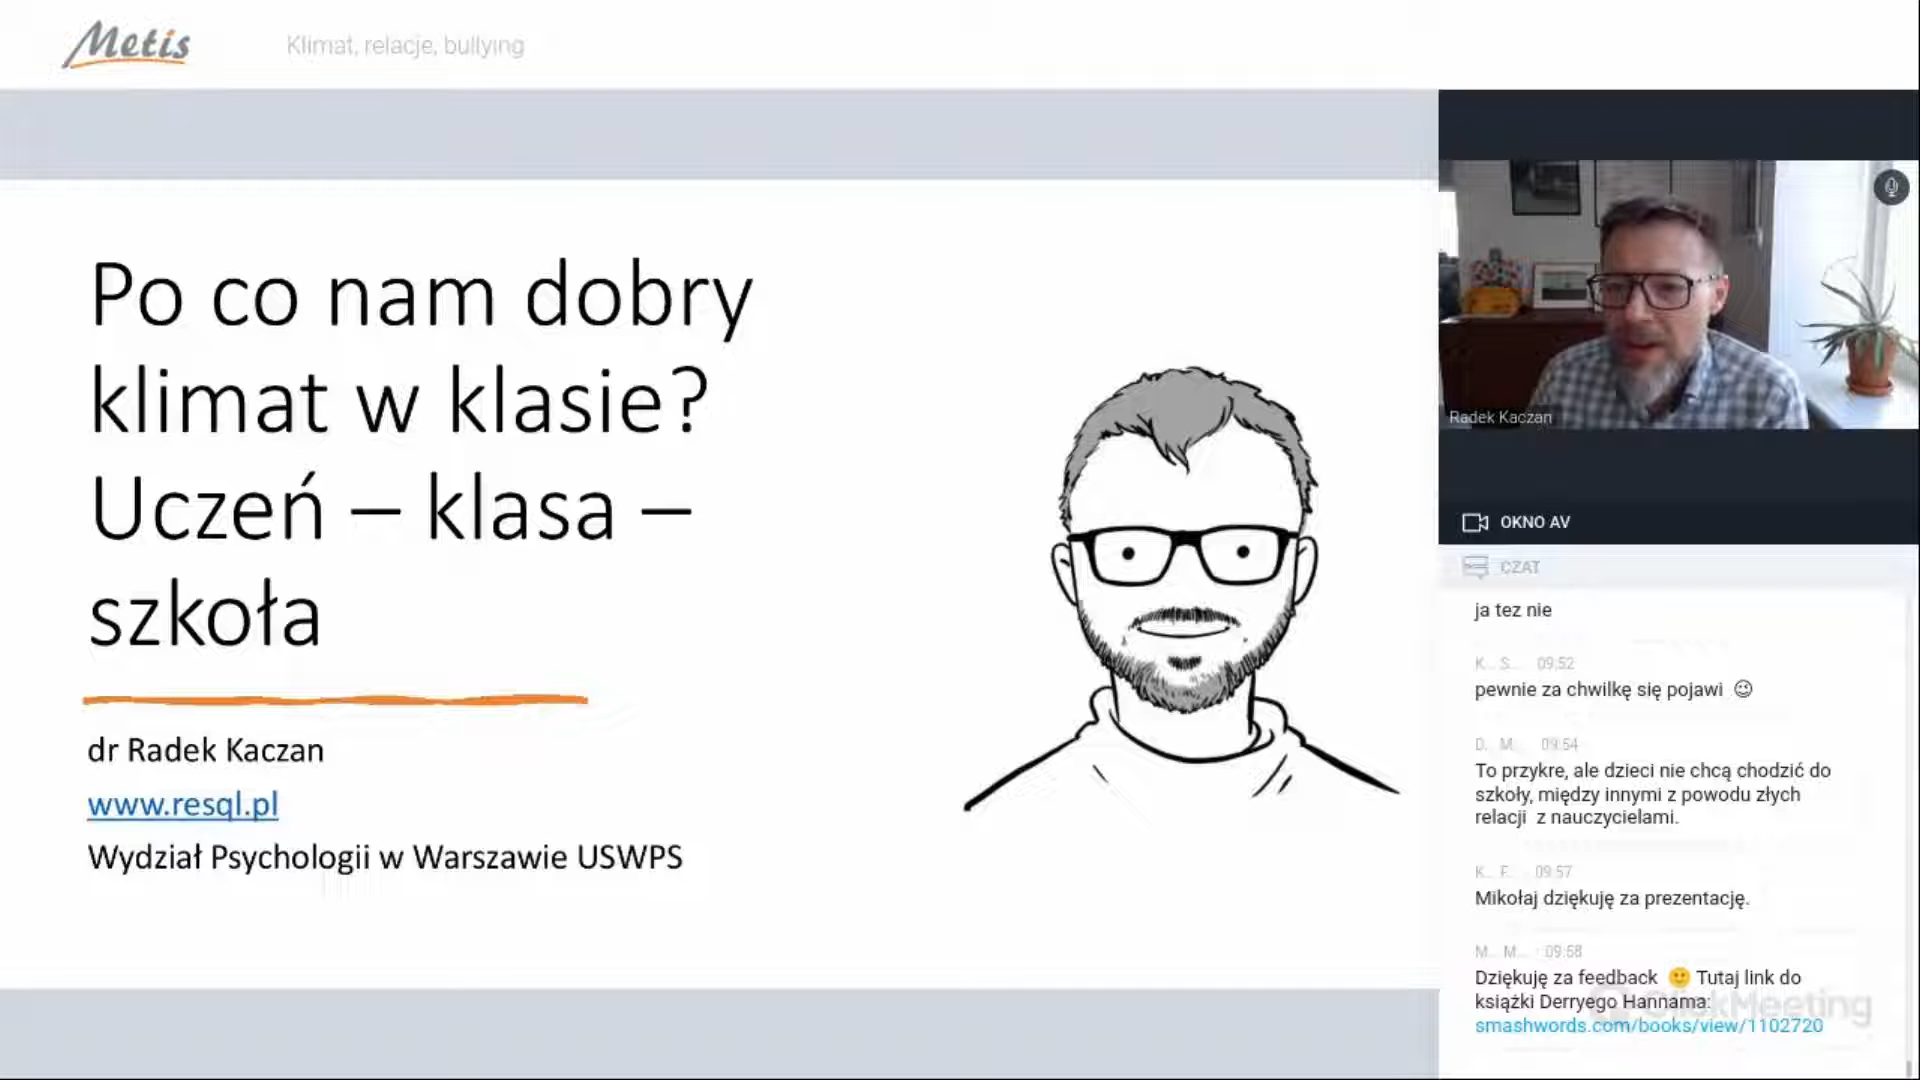 Metis
Klimat, relacje, bullying
Po co nam dobry
klimat w klasie?
Uczeń – klasa –
szkoła
dr Radek Kaczan
www.resql.pl
Wydział Psychologii w Warszawie USWPS
Radek Kaczan
OKNO AV
CZAT
ja tez nie
K... S... 09:52
pewnie za chwilkę się pojawi
D... M... 09:54
To przykre, ale dzieci nie chcą chodzić do
szkoły, między innymi z powodu złych
relacji z nauczycielami.
K... F... 09:57
Mikołaj dziękuję za prezentację.
M... M... 09:58
Dziękuję za feedback 🙂 Tutaj link do
książki Derryego Hannama:
smashwords.com/books/view/1102720
ClickMeeting